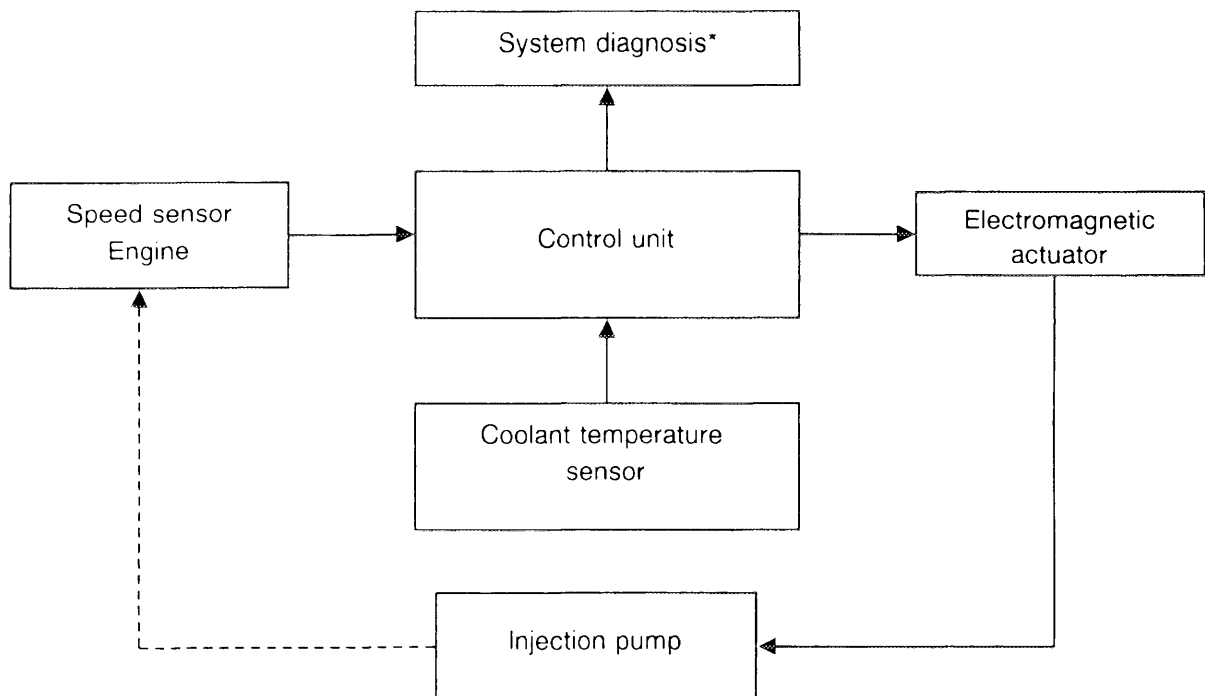 System diagnosis*
Speed sensor
Engine
Control unit
Electromagnetic
actuator
Coolant temperature
sensor
Injection pump